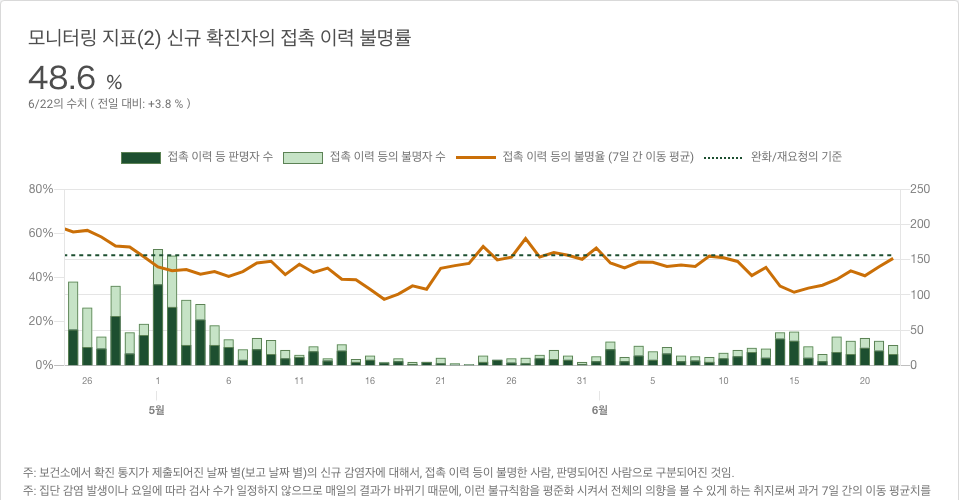 모니터링 지표(2) 신규 확진자의 접촉 이력 불명률
48.6 %
6/22의 수치 ( 전일 대비: +3.8 % )
접촉 이력 등 판명자 수 접촉 이력 등의 불명자 수 접촉 이력 등의 불명율 (7일 간 이동 평균) 완화/재요청의 기준
80% 250
200
60%
150
40%
100
20%
50
0% 0
26 1 6 11 16 21 26 31 5 10 15 20
5월 6월
주: 보건소에서 확진 통지가 제출되어진 날짜 별(보고 날짜 별)의 신규 감염자에 대해서, 접촉 이력 등이 불명한 사람, 판명되어진 사람으로 구분되어진 것임.
주: 집단 감염 발생이나 요일에 따라 검사 수가 일정하지 않으므로 매일의 결과가 바뀌기 때문에, 이런 불규칙함을 평준화 시켜서 전체의 의향을 볼 수 있게 하는 취지로써 과거 7일 간의 이동 평균치를